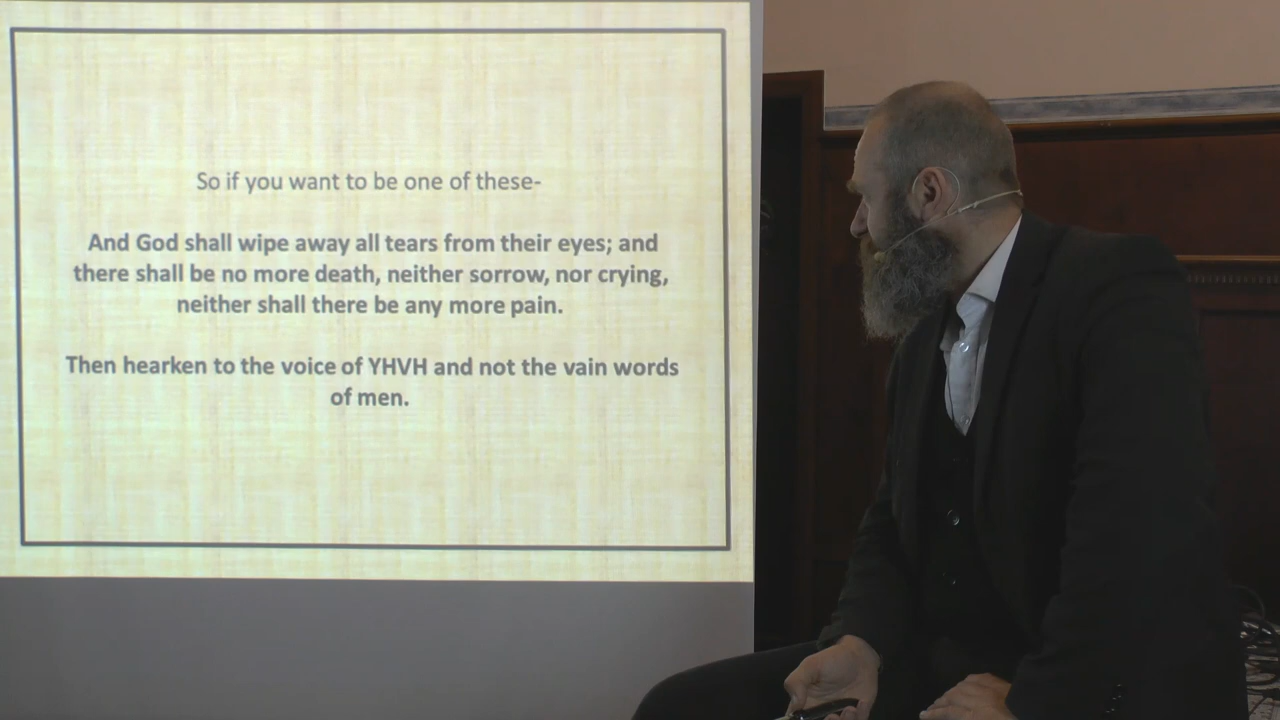 So if you want to be one of these-
And God shall wipe away all tears from their eyes; and
there shall be no more death, neither sorrow, nor crying,
neither shall there be any more pain.
Then hearken to the voice of YHVH and not the vain words
of men.